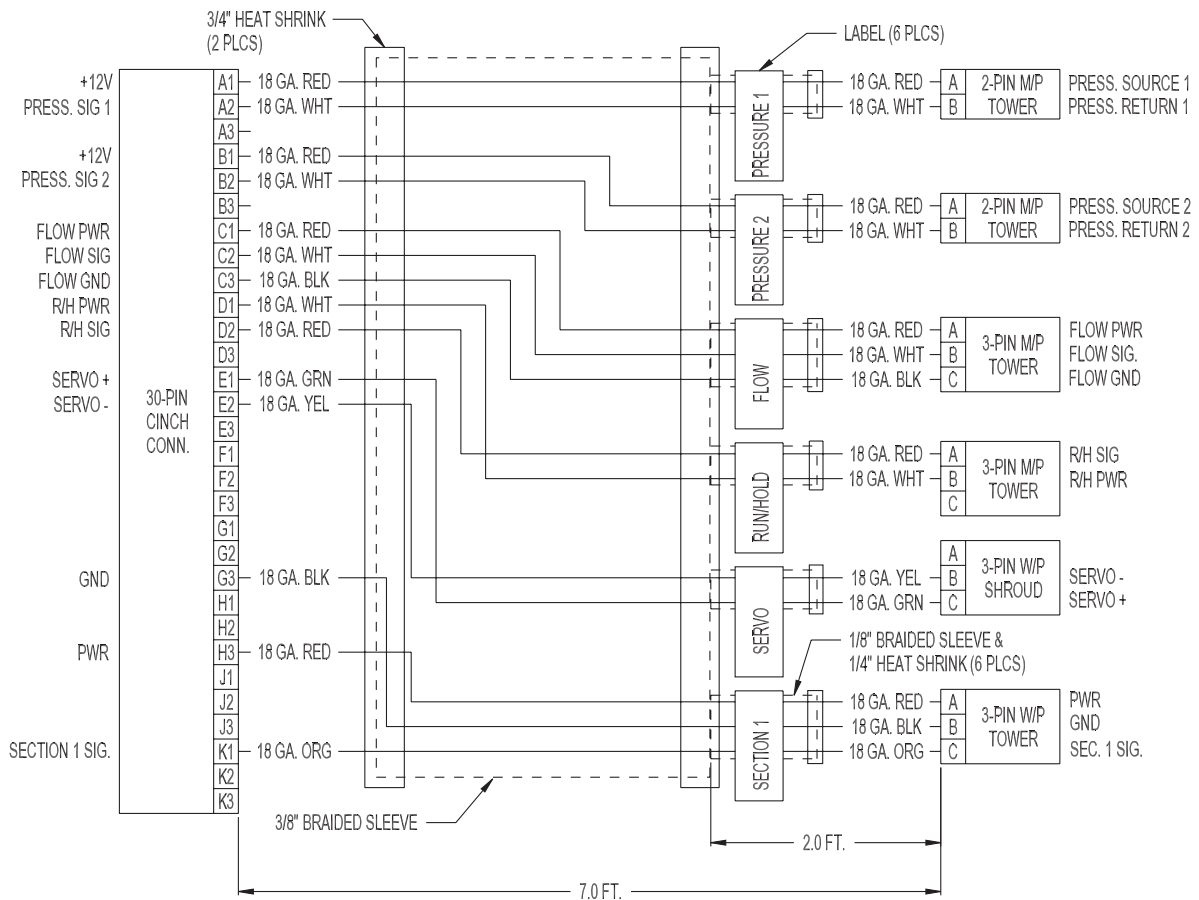 3/4" HEAT SHRINK
(2 PLCS)
LABEL (6 PLCS)
+12V
PRESS. SIG 1
+12V
PRESS. SIG 2
FLOW PWR
FLOW SIG
FLOW GND
R/H PWR
R/H SIG
SERVO +
SERVO -
GND
PWR
SECTION 1 SIG.
30-PIN
CINCH
CONN.
A1 18 GA. RED
A2 18 GA. WHT
A3
B1 18 GA. RED
B2 18 GA. WHT
B3
C1 18 GA. RED
C2 18 GA. WHT
C3 18 GA. BLK
D1 18 GA. WHT
D2 18 GA. RED
D3
E1 18 GA. GRN
E2 18 GA. YEL
E3
F1
F2
F3
G1
G2
G3 18 GA. BLK
H1
H2
H3 18 GA. RED
J1
J2
J3
K1 18 GA. ORG
K2
K3
3/8" BRAIDED SLEEVE
PRESSURE 1
18 GA. RED A
18 GA. WHT B
2-PIN M/P
TOWER
PRESS. SOURCE 1
PRESS. RETURN 1
PRESSURE 2
18 GA. RED A
18 GA. WHT B
2-PIN M/P
TOWER
PRESS. SOURCE 2
PRESS. RETURN 2
FLOW
18 GA. RED A
18 GA. WHT B
18 GA. BLK C
3-PIN M/P
TOWER
FLOW PWR
FLOW SIG.
FLOW GND
RUN/HOLD
18 GA. RED A
18 GA. WHT B
C
3-PIN M/P
TOWER
R/H SIG
R/H PWR
SERVO
A
18 GA. YEL B
18 GA. GRN C
3-PIN W/P
SHROUD
SERVO -
SERVO +
1/8" BRAIDED SLEEVE &
1/4" HEAT SHRINK (6 PLCS)
SECTION 1
18 GA. RED A
18 GA. BLK B
18 GA. ORG C
3-PIN W/P
TOWER
PWR
GND
SEC. 1 SIG.
2.0 FT.
7.0 FT.